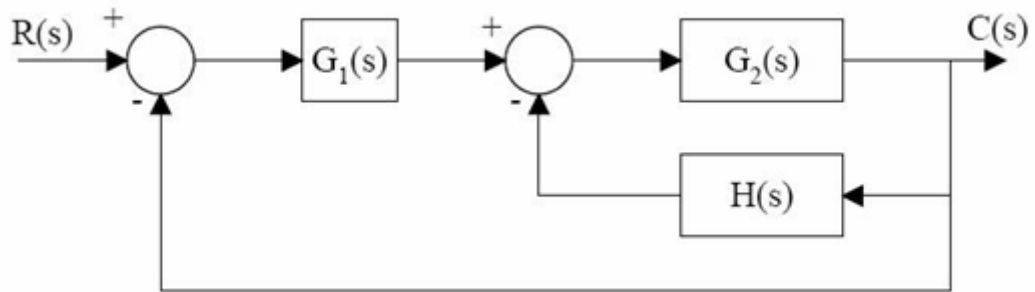 R(s)
+
-
G₁(s)
+
-
G₂(s)
C(s)
H(s)